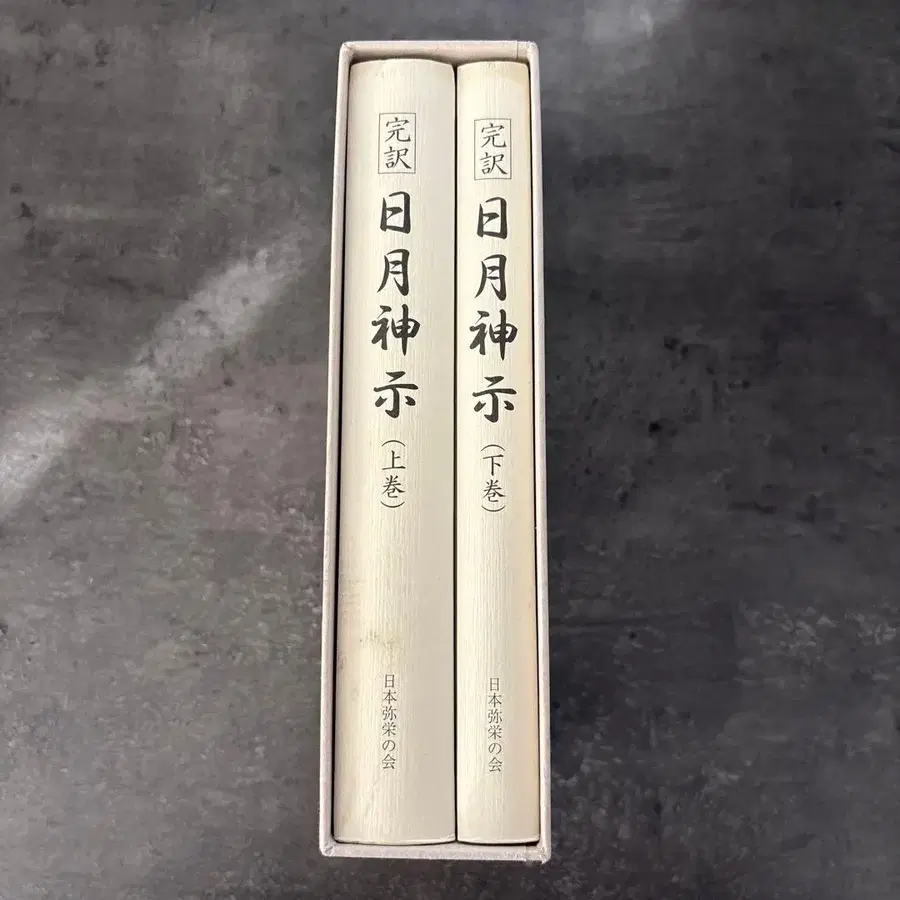 完訳
日月神示
(上巻)
日本弥栄の会
完訳
日月神示
(下巻)
日本弥栄の会